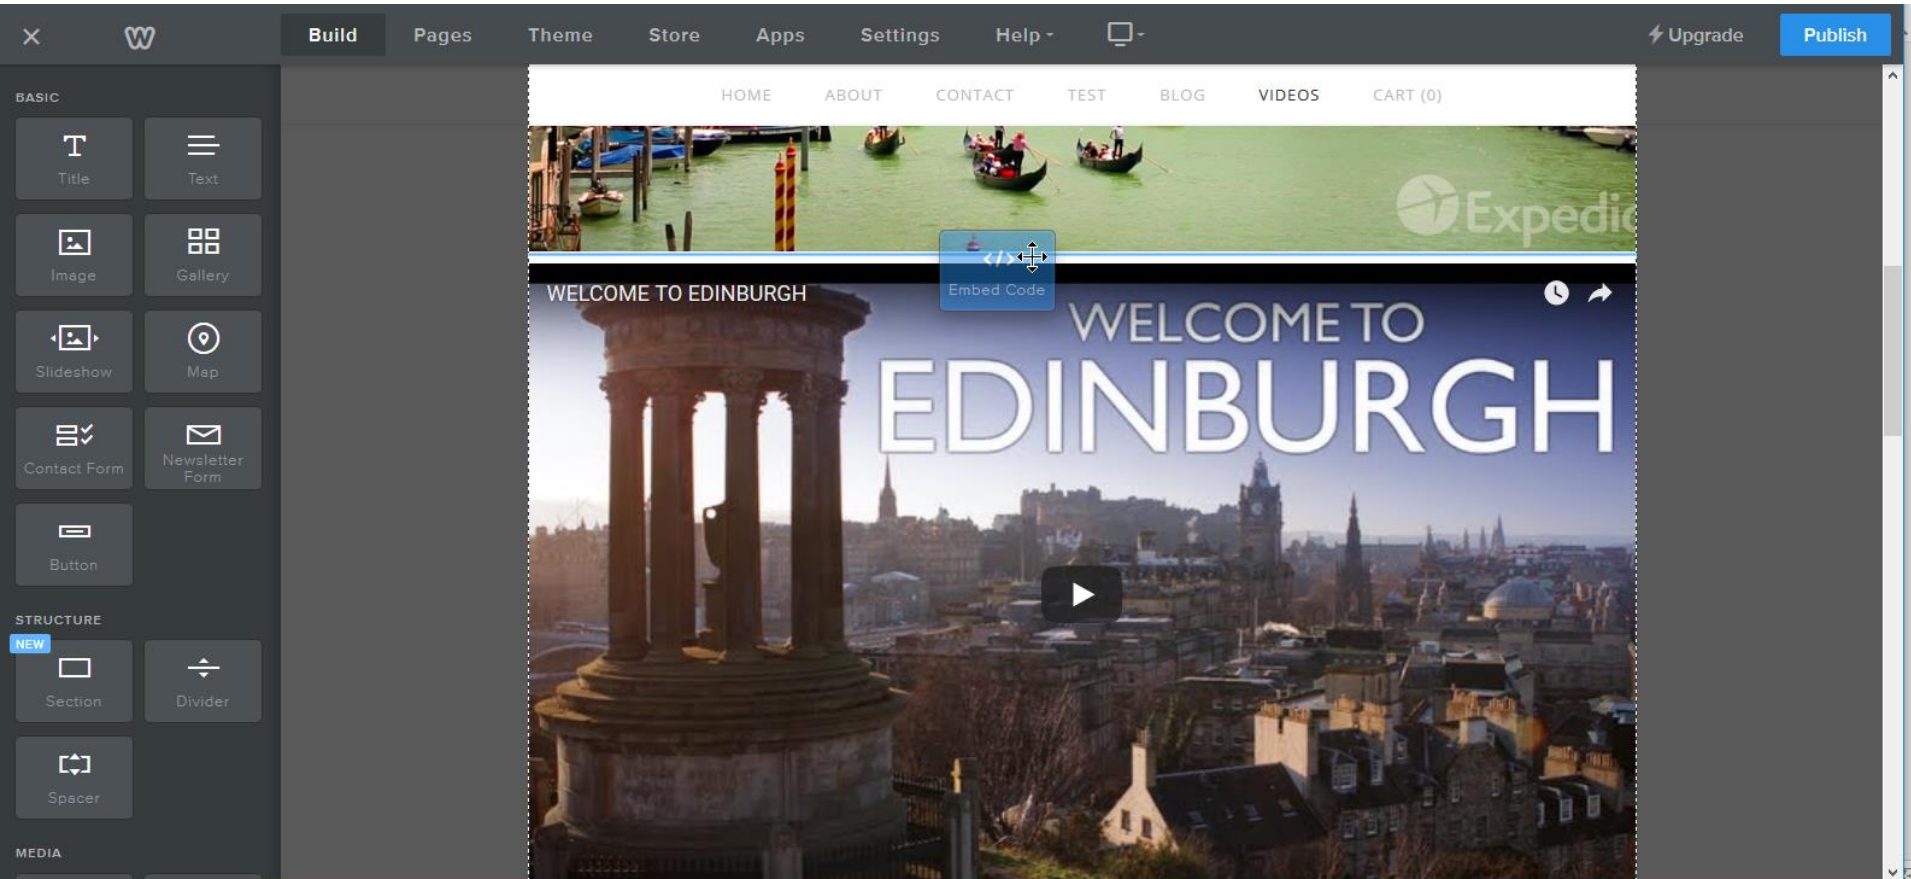 Build Pages Theme Store Apps Settings Help Upgrade Publish
HOME ABOUT CONTACT TEST BLOG VIDEOS CART (0)
BASIC
Title Text
Image Gallery
Slideshow Map
Contact Form Newsletter
Form
Button
STRUCTURE
NEW
Section Divider
Spacer
MEDIA
Expedi
</> 
Embed Code
WELCOME TO EDINBURGH
WELCOME TO
EDINBURGH